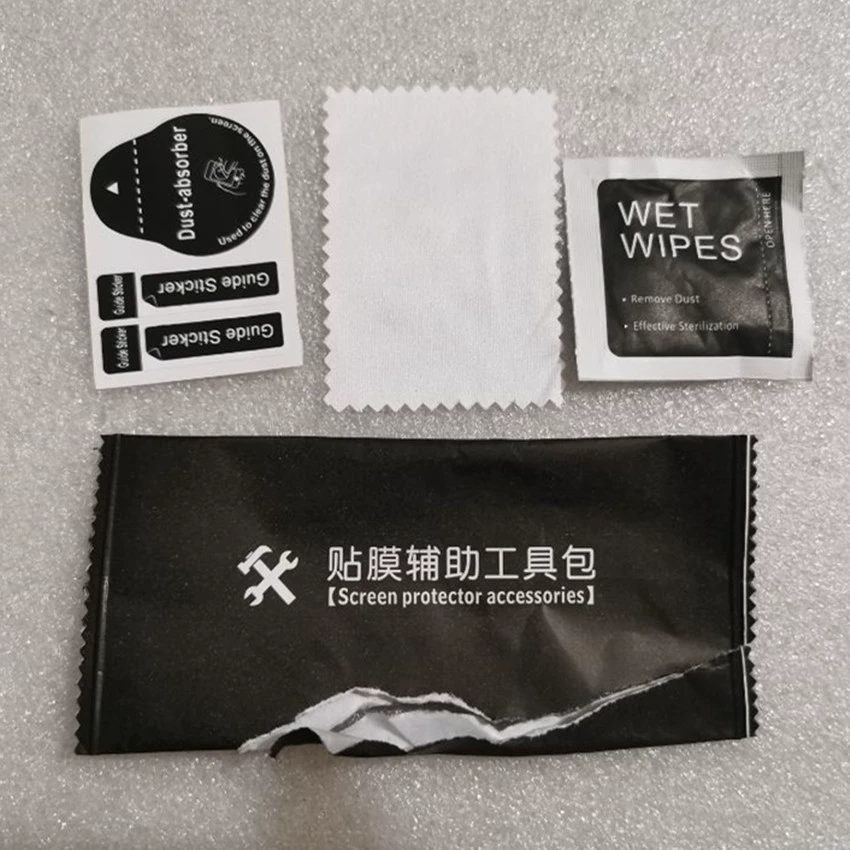 Dust-absorber
Used to clear the dust on the screen.
Guide Sticker
Guide Sticker
Guide Sticker
Guide Sticker
WET
WIPES
• Remove Dust
• Effective Sterilization
OPEN HERE
贴膜辅助工具包
【Screen protector accessories】